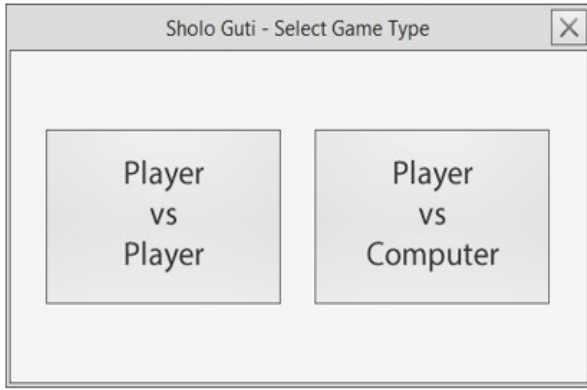 Sholo Guti - Select Game Type
Player
vs
Player
Player
vs
Computer